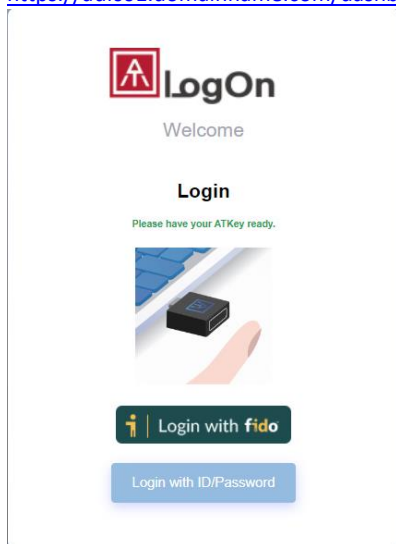 LogOn
Welcome
Login
Please have your ATKey ready.
Login with fido
Login with ID/Password